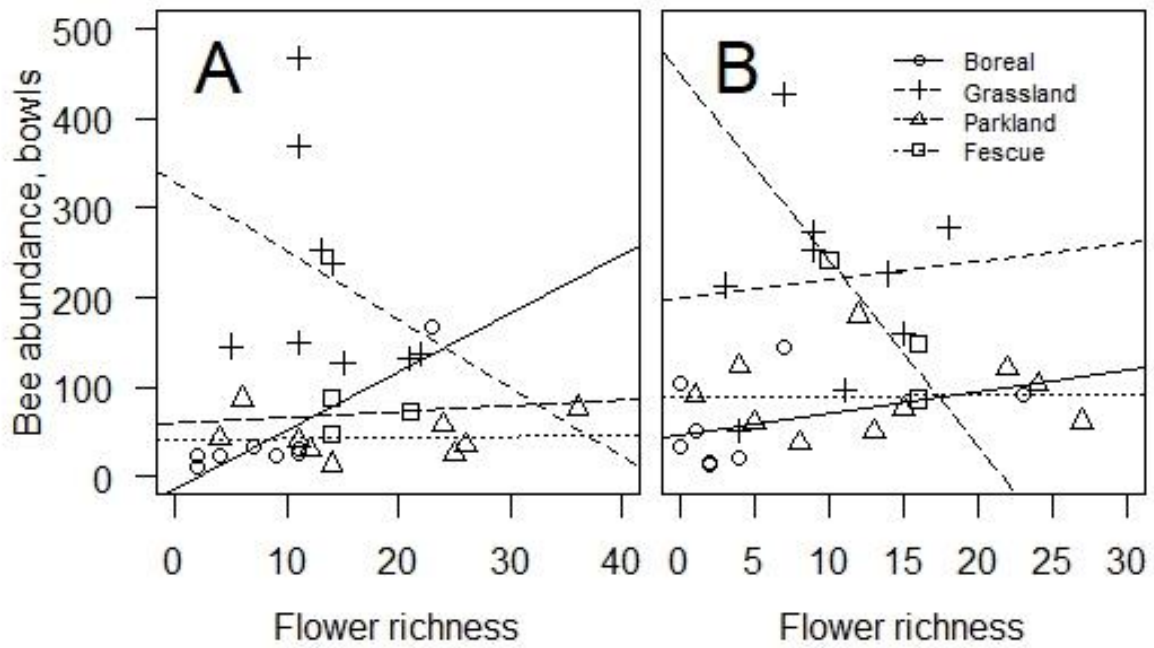 A
B
Boreal
Grassland
Parkland
Fescue
Bee abundance, bowls
500
400
300
200
100
0
0 10 20 30 40
0 5 10 15 20 25 30
Flower richness
Flower richness